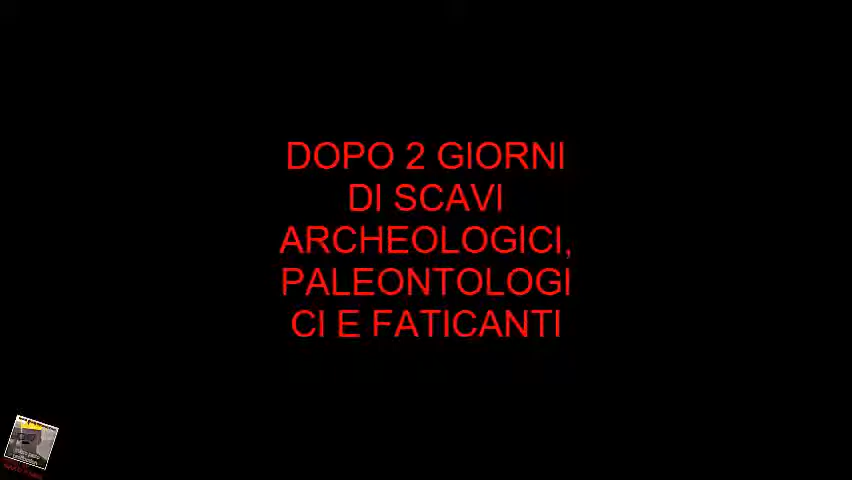 DOPO 2 GIORNI
DI SCAVI
ARCHEOLOGICI,
PALEONTOLOGI
CI E FATICANTI